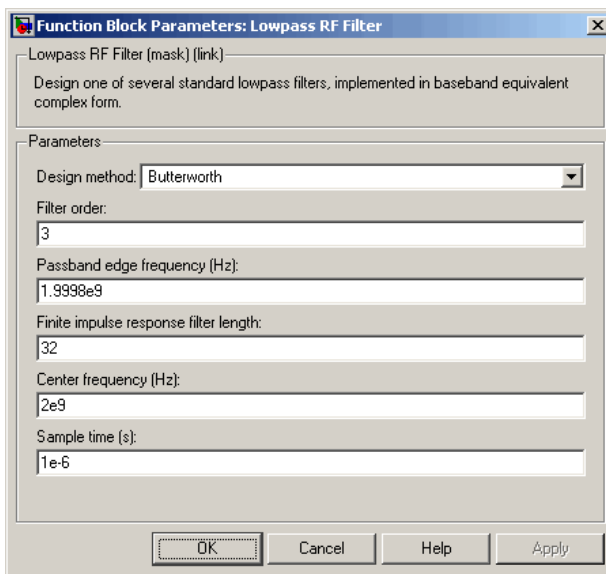 Function Block Parameters: Lowpass RF Filter
Lowpass RF Filter (mask) (link)
Design one of several standard lowpass filters, implemented in baseband equivalent
complex form.
Parameters
Design method: Butterworth
Filter order:
3
Passband edge frequency (Hz):
1.9998e9
Finite impulse response filter length:
32
Center frequency (Hz):
2e9
Sample time (s):
1e-6
OK Cancel Help Apply